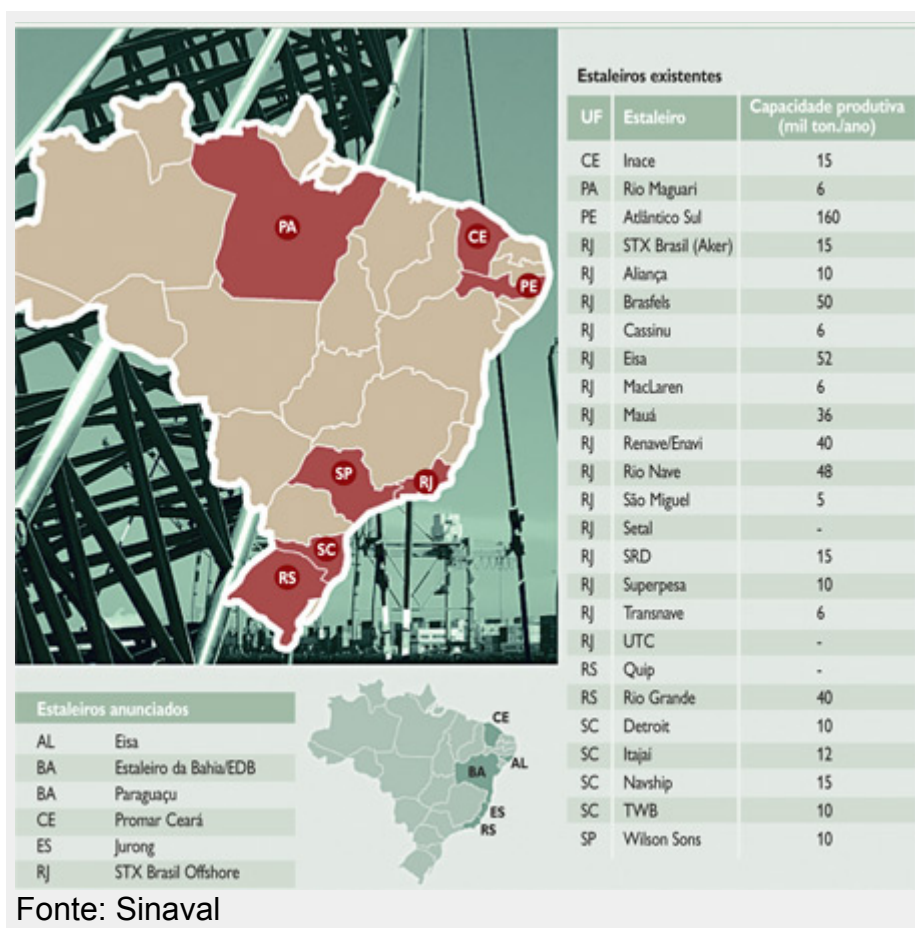 Estaleiros existentes
UF Estaleiro Capacidade produtiva (mil ton./ano)
CE Inace 15
PA Rio Maguari 6
PE Atlântico Sul 160
RJ STX Brasil (Aker) 15
RJ Aliança 10
RJ Brasfels 50
RJ Cassinu 6
RJ Eisa 52
RJ MacLaren 6
RJ Mauá 36
RJ Renave/Enavi 40
RJ Rio Nave 48
RJ São Miguel 5
RJ Setal -
RJ SRD 15
RJ Superpesa 10
RJ Transnave 6
RJ UTC -
RS Quip -
RS Rio Grande 40
SC Detroit 10
SC Itajaí 12
SC Navship 15
SC TWB 10
SP Wilson Sons 10
PA
CE
PE
SP
RJ
SC
RS
Estaleiros anunciados
AL Eisa
BA Estaleiro da Bahia/EDB
BA Paraguaçu
CE Promar Ceará
ES Jurong
RJ STX Brasil Offshore
CE
AL
BA
ES
RS
Fonte: Sinaval